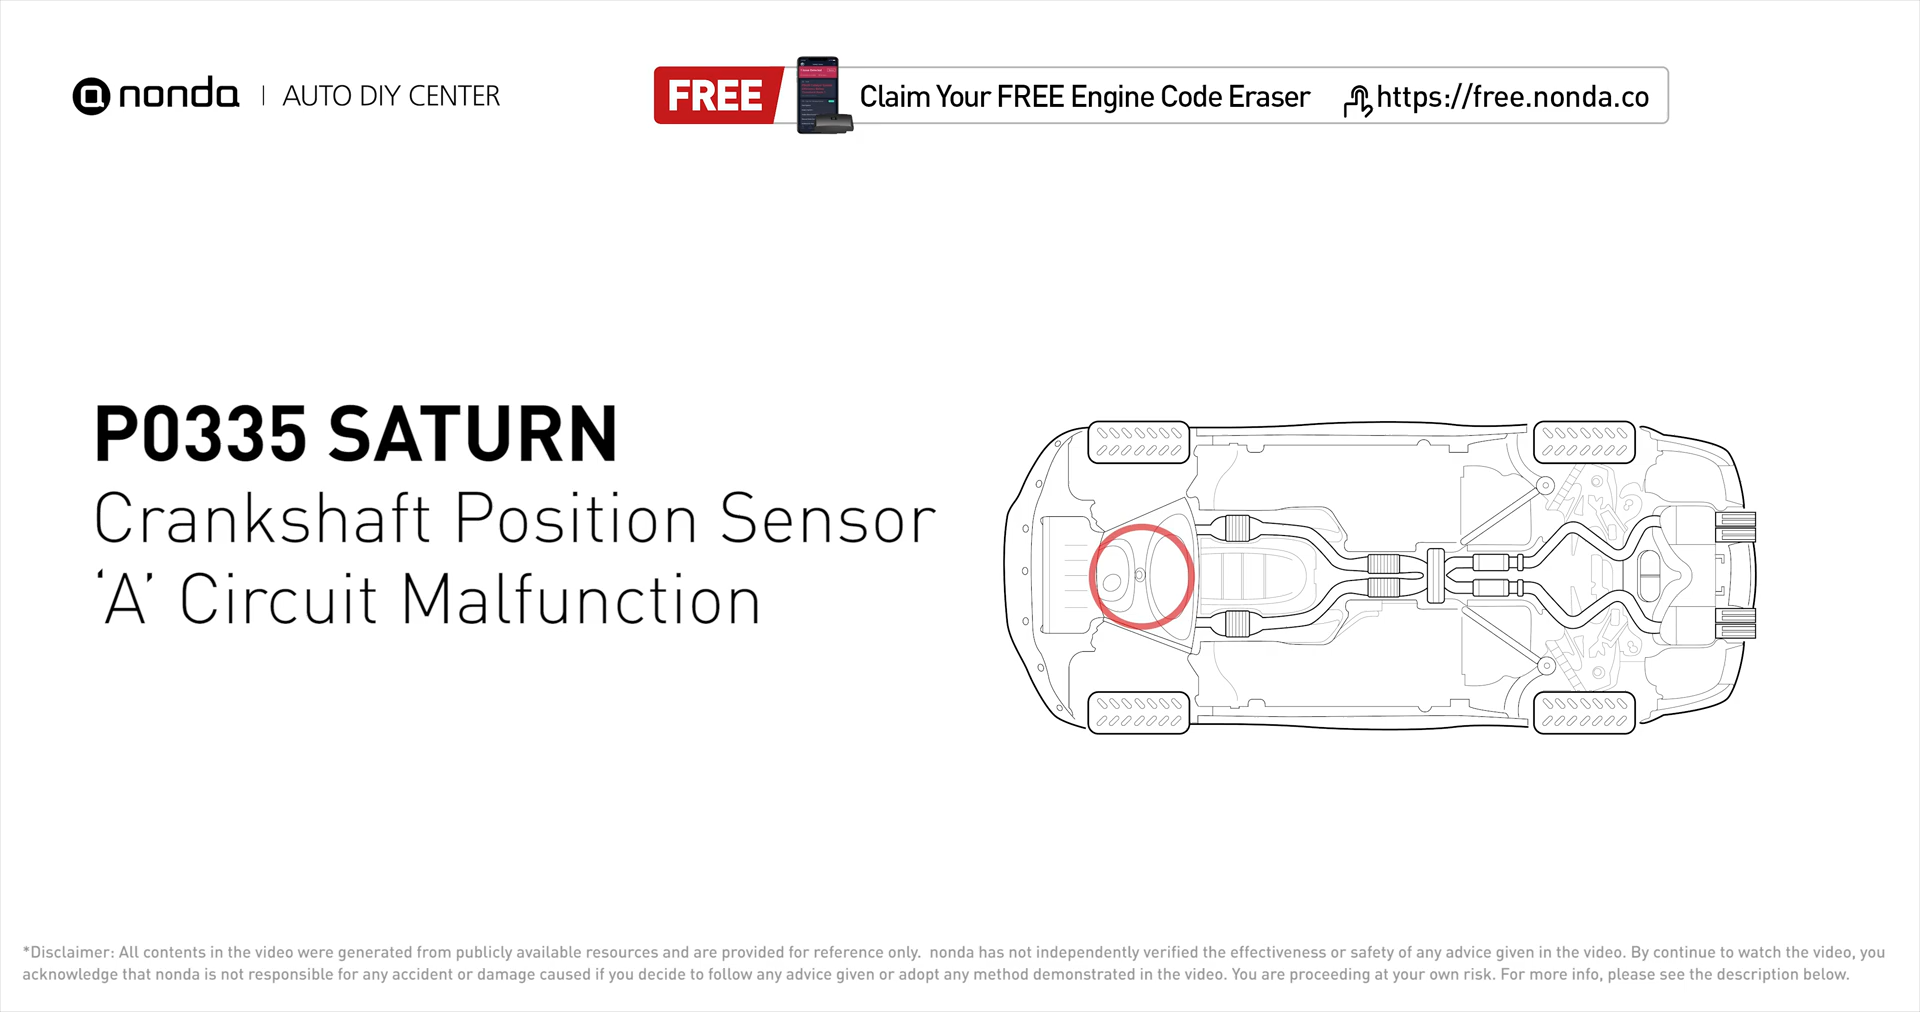 nonda | AUTO DIY CENTER
FREE Claim Your FREE Engine Code Eraser https://free.nonda.co
P0335 SATURN
Crankshaft Position Sensor
‘A’ Circuit Malfunction
*Disclaimer: All contents in the video were generated from publicly available resources and are provided for reference only. nonda has not independently verified the effectiveness or safety of any advice given in the video. By continue to watch the video, you
acknowledge that nonda is not responsible for any accident or damage caused if you decide to follow any advice given or adopt any method demonstrated in the video. You are proceeding at your own risk. For more info, please see the description below.